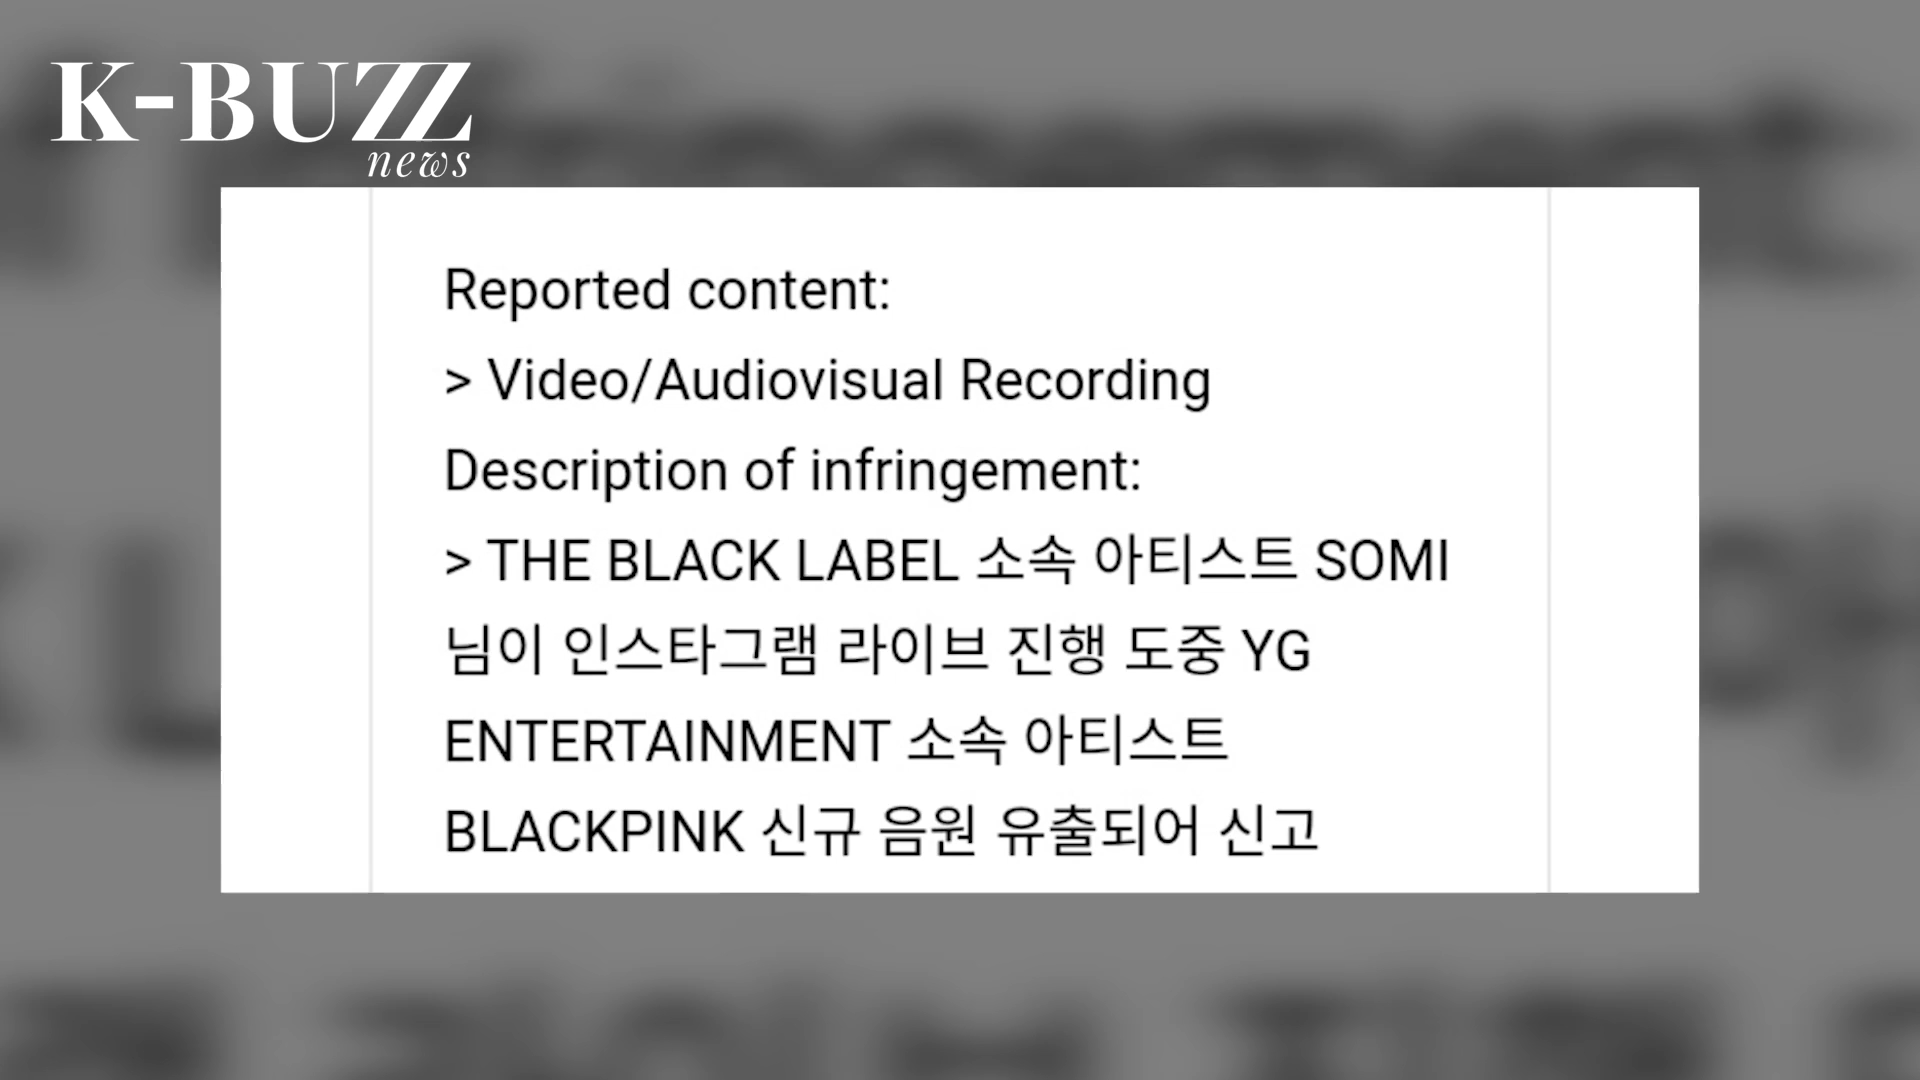 K-BUZZ
news
Reported content:
> Video/Audiovisual Recording
Description of infringement:
> THE BLACK LABEL 소속 아티스트 SOMI
님이 인스타그램 라이브 진행 도중 YG
ENTERTAINMENT 소속 아티스트
BLACKPINK 신규 음원 유출되어 신고